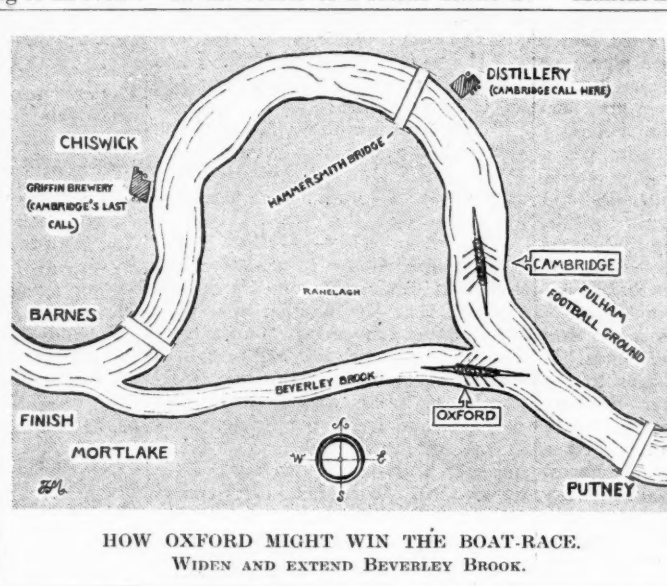 DISTILLERY
(CAMBRIDGE CALL HERE)
CHISWICK
HAMMERSMITH BRIDGE
GRIFFIN BREWERY
(CAMBRIDGE'S LAST
CALL)
CAMBRIDGE
RANELAGH
FULHAM
FOOTBALL GROUND
BARNES
BEVERLEY BROOK
OXFORD
FINISH
MORTLAKE
N
W
E
S
PUTNEY
HOW OXFORD MIGHT WIN THE BOAT-RACE.
WIDEN AND EXTEND BEVERLEY BROOK.